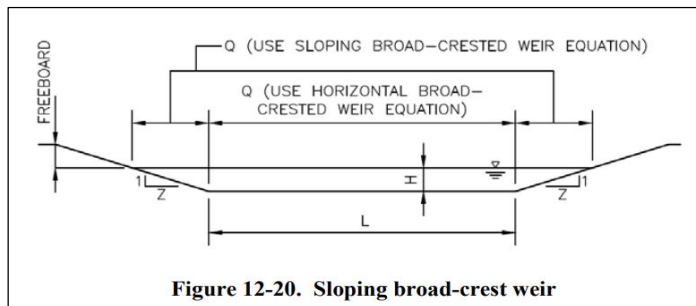 Q (USE SLOPING BROAD-CRESTED WEIR EQUATION)
FREEBOARD
Q (USE HORIZONTAL BROAD-
CRESTED WEIR EQUATION)
1
Z
H
1
Z
L
Figure 12-20. Sloping broad-crest weir